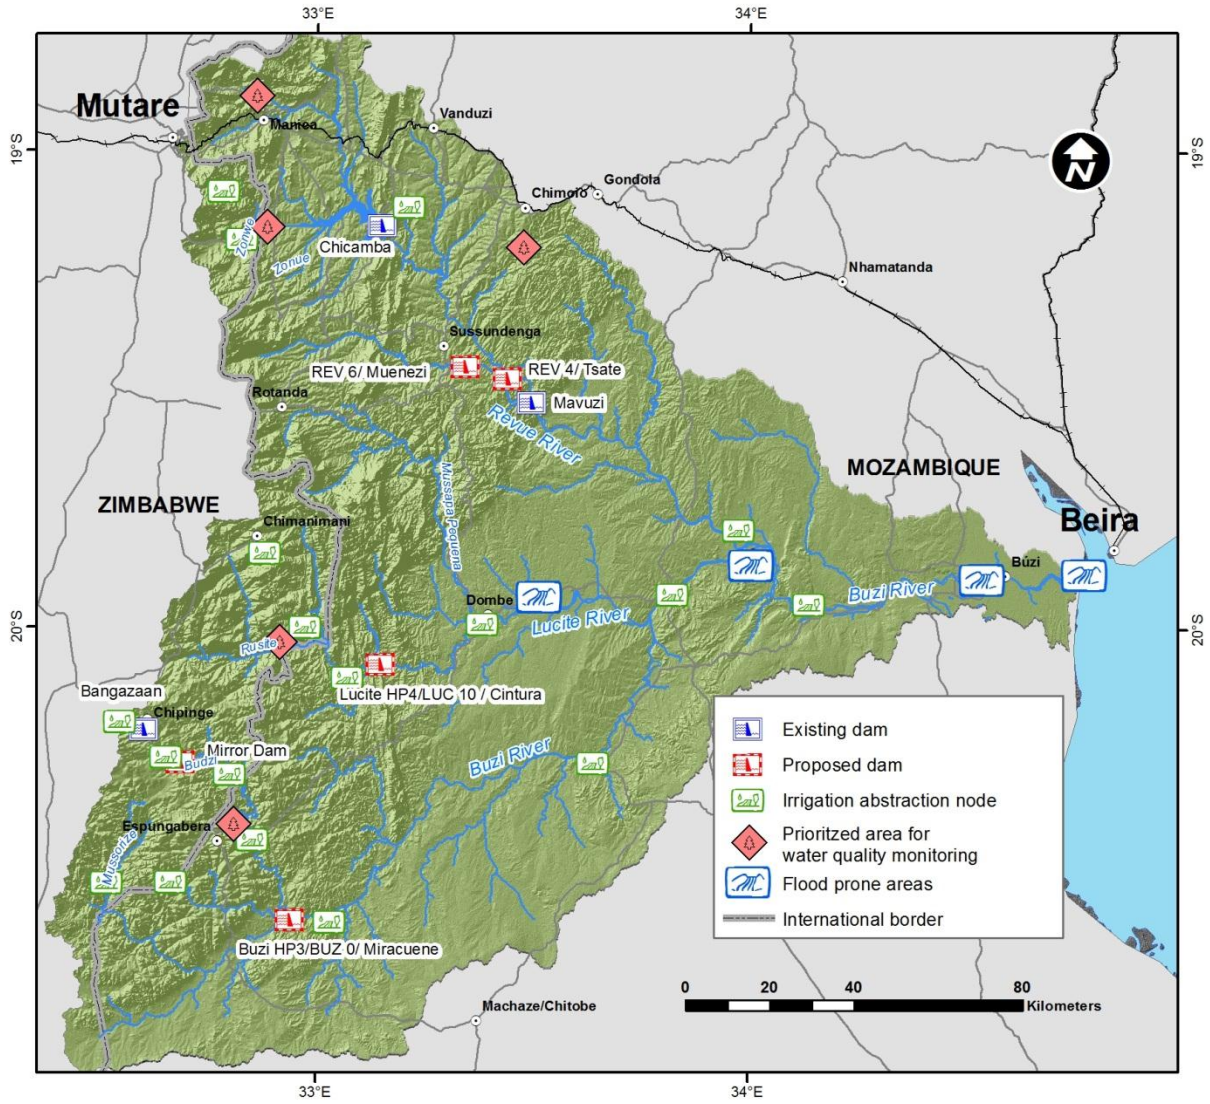 33°E
34°E
Mutare
Manica
Vanduzi
19°S
19°S
N
Chimoio
Gondola
Zonwe
Chicamba
Zonue
Nhamatanda
Sussundenga
REV 6/ Muenezi
REV 4/ Tsate
Rotanda
Mavuzi
Revue River
MOZAMBIQUE
Mussapa Pequena
ZIMBABWE
Chimanimani
Beira
Búzi
Buzi River
Dombe
Lucite River
20°S
20°S
Rusite
Lucite HP4/LUC 10 / Cintura
Bangazaan
Chipinge
Mirror Dam
Budzi
Buzi River
Existing dam
Proposed dam
Irrigation abstraction node
Prioritzed area for
water quality monitoring
Flood prone areas
International border
Espungabera
Mussorize
Buzi HP3/BUZ 0/ Miracuene
Machaze/Chitobe
0 20 40 80
Kilometers
33°E
34°E